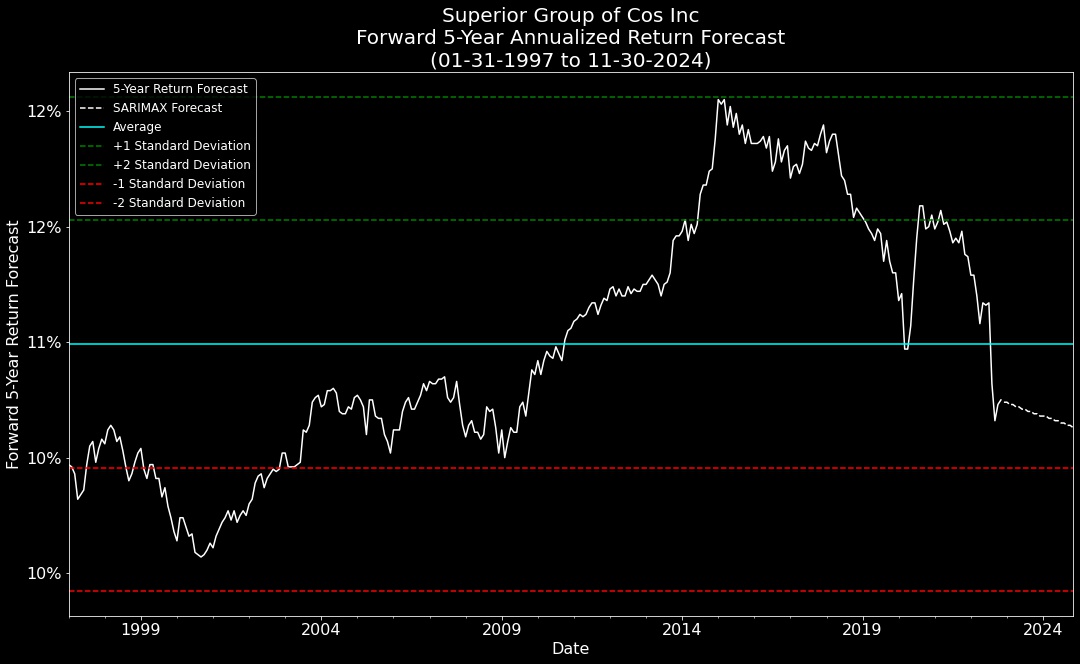 Superior Group of Cos Inc
Forward 5-Year Annualized Return Forecast
(01-31-1997 to 11-30-2024)
5-Year Return Forecast
SARIMAX Forecast
Average
+1 Standard Deviation
+2 Standard Deviation
-1 Standard Deviation
-2 Standard Deviation
12%
12%
11%
10%
10%
Forward 5-Year Return Forecast
1999
2004
2009
2014
2019
2024
Date